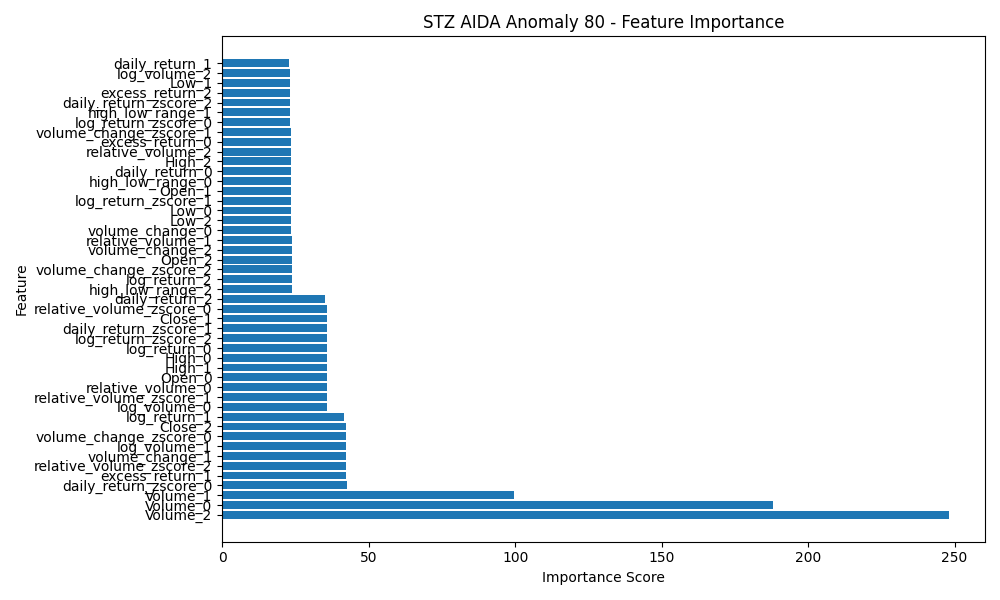 STZ AIDA Anomaly 80 - Feature Importance
daily_return_1
log_volume_2
Low_1
excess_return_2
daily_return_zscore_2
high_low_range_1
log_return_zscore_0
volume_change_zscore_1
excess_return_0
relative_volume_2
High_2
daily_return_0
high_low_range_0
Open_1
log_return_zscore_1
Low_0
Low_2
volume_change_0
relative_volume_1
volume_change_2
Open_2
volume_change_zscore_2
log_return_2
high_low_range_2
daily_return_2
relative_volume_zscore_0
Close_1
daily_return_zscore_1
log_return_zscore_2
log_return_0
High_0
High_1
Open_0
relative_volume_0
relative_volume_zscore_1
log_volume_0
log_return_1
Close_2
volume_change_zscore_0
log_volume_1
volume_change_1
relative_volume_zscore_2
excess_return_1
daily_return_zscore_0
Volume_1
Volume_0
Volume_2
Feature
0 50 100 150 200 250
Importance Score